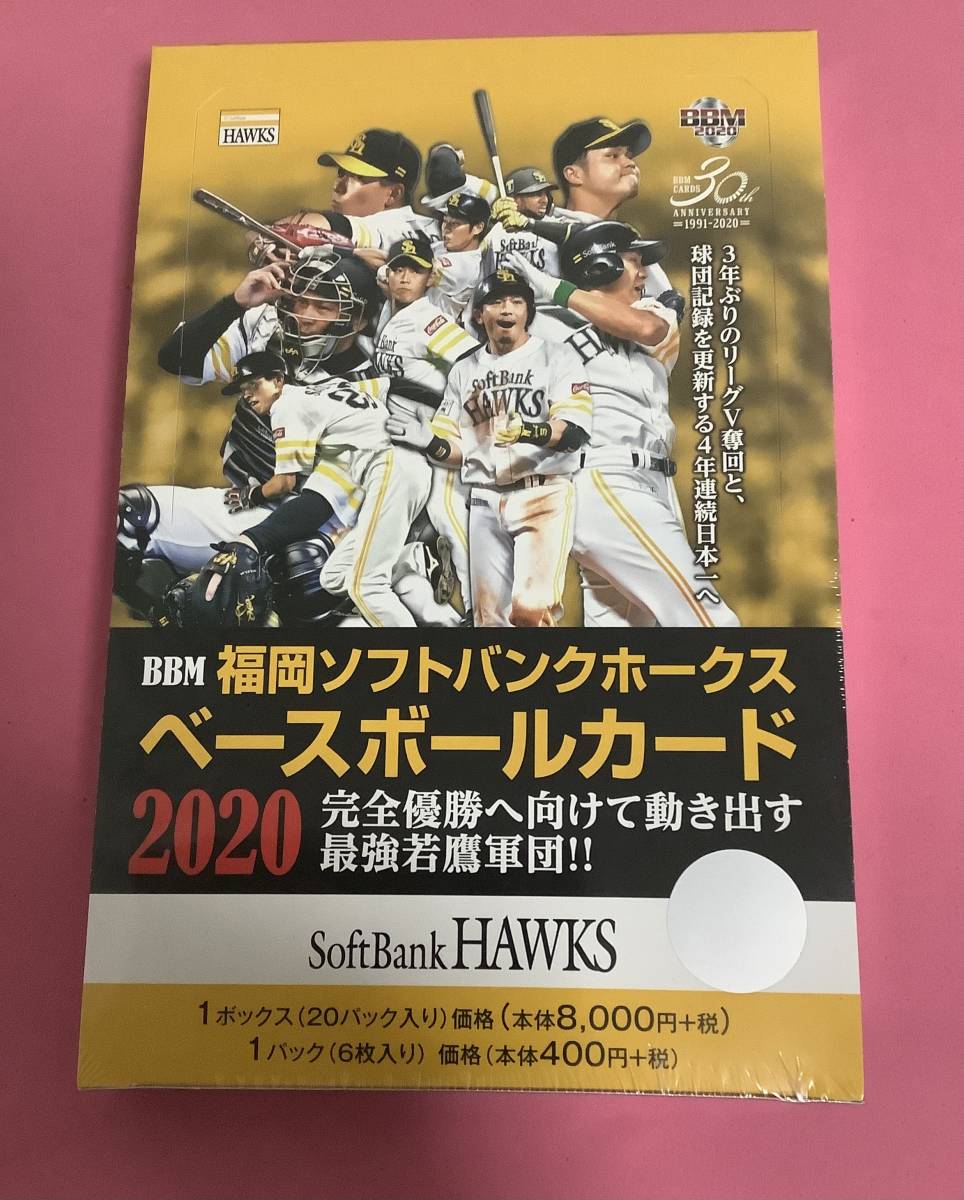 HAWKS
BBM
2020
BBM
CARDS
30th
ANNIVERSARY
1991-2020
3年ぶりのリーグV奪回と、
球団記録を更新する4年連続日本一へ
SoftBank
HAWKS
SoftBank
HAWKS
BBM 福岡ソフトバンクホークス
ベースボールカード
2020 完全優勝へ向けて動き出す
最強若鷹軍団!!
SoftBank HAWKS
1ボックス(20パック入り)価格(本体8,000円+税)
1パック(6枚入り) 価格(本体400円+税)